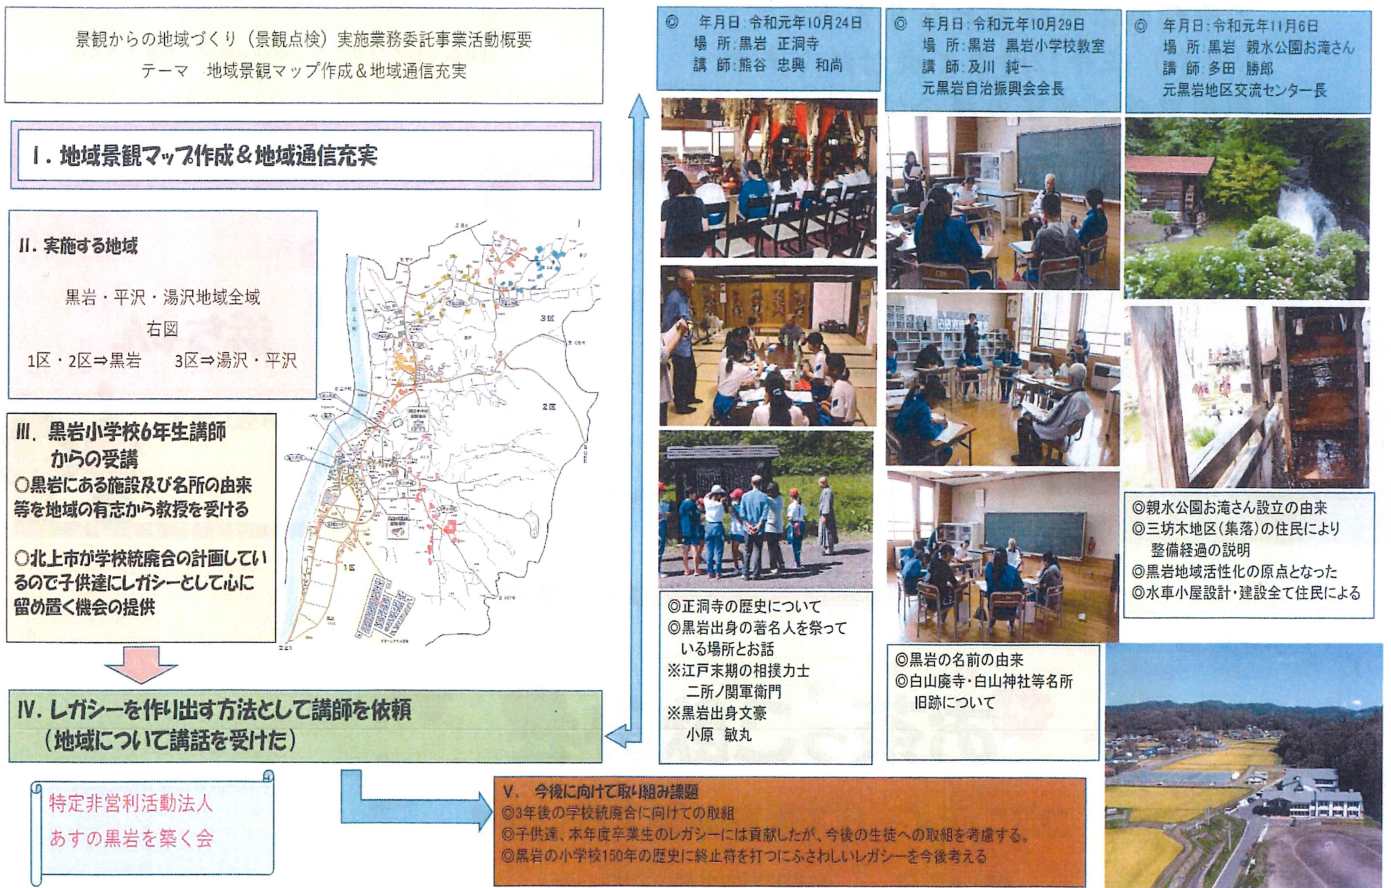 景観からの地域づくり（景観点検）実施業務委託事業活動概要
テーマ　地域景観マップ作成＆地域通信充実
Ⅰ．地域景観マップ作成＆地域通信充実
Ⅱ．実施する地域
黒岩・平沢・湯沢地域全域
右図
1区・2区⇒黒岩　3区⇒湯沢・平沢
3区
2区
1区
Ⅲ．黒岩小学校6年生講師
からの受講
○黒岩にある施設及び名所の由来
等を地域の有志から教授を受ける
○北上市が学校統廃合の計画してい
るので子供達にレガシーとして心に
留め置く機会の提供
Ⅳ．レガシーを作り出す方法として講師を依頼
（地域について講話を受けた）
特定非営利活動法人
あすの黒岩を築く会
◎　年月日：令和元年10月24日
場　所：黒岩　正洞寺
講　師：熊谷　忠興　和尚
◎正洞寺の歴史について
◎黒岩出身の著名人を祭って
いる場所とお話
※江戸末期の相撲力士
二所ノ関軍衛門
※黒岩出身文豪
小原　敏丸
◎　年月日：令和元年10月29日
場　所：黒岩　黒岩小学校教室
講　師：及川　純一
元黒岩自治振興会会長
◎黒岩の名前の由来
◎白山廃寺・白山神社等名所
旧跡について
◎　年月日：令和元年11月6日
場　所：黒岩　親水公園お滝さん
講　師：多田　勝郎
元黒岩地区交流センター長
◎親水公園お滝さん設立の由来
◎三坊木地区（集落）の住民により
整備経過の説明
◎黒岩地域活性化の原点となった
◎水車小屋設計・建設全て住民による
Ⅴ．　今後に向けて取り組み課題
◎3年後の学校統廃合に向けての取組
◎子供達、本年度卒業生のレガシーには貢献したが、今後の生徒への取組を考慮する。
◎黒岩の小学校150年の歴史に終止符を打つにふさわしいレガシーを今後考える